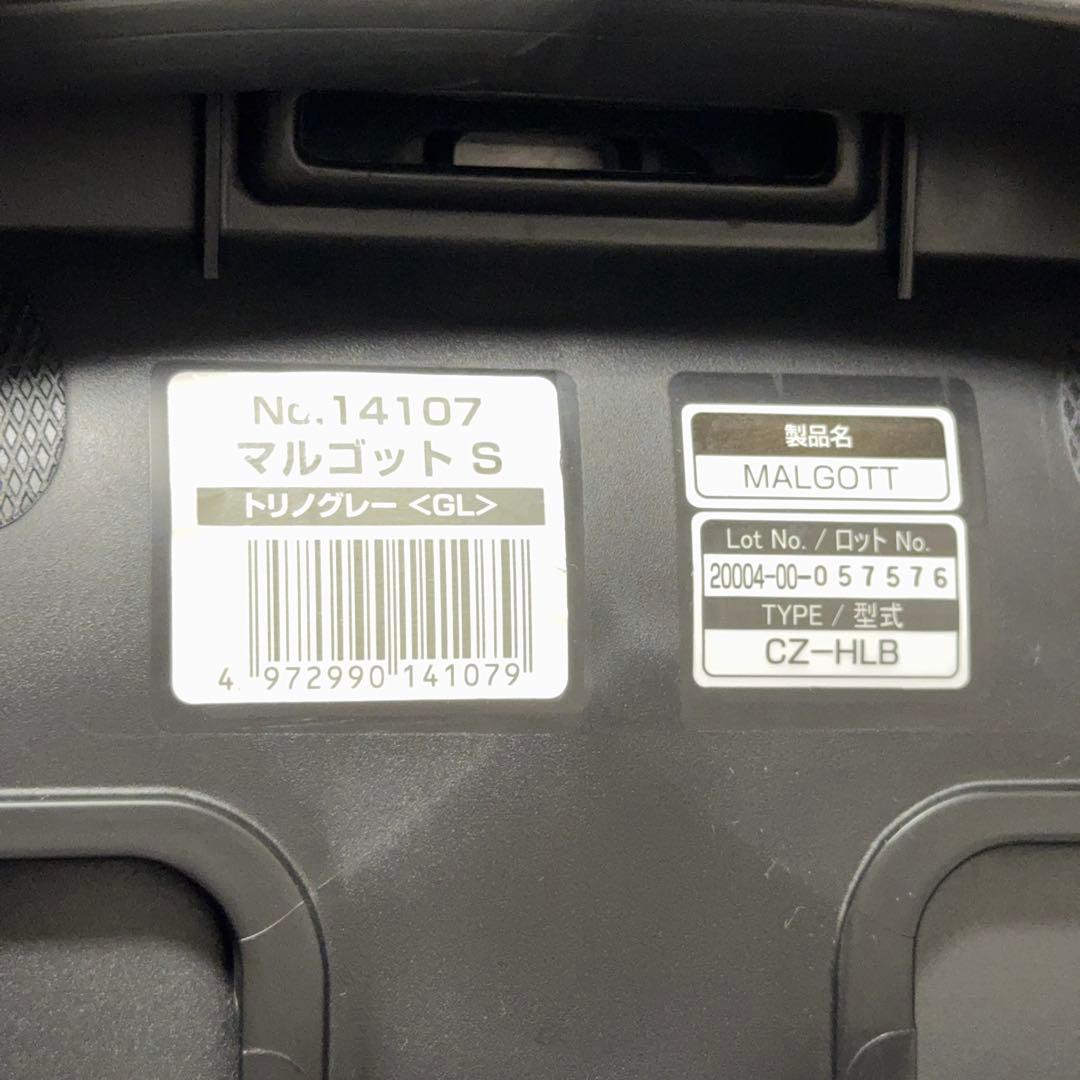 No.14107
マルゴット S
トリノグレー <GL>
4 972990 141079
製品名
MALGOTT
Lot No. / ロット No.
20004-00-057576
TYPE / 型式
CZ-HLB